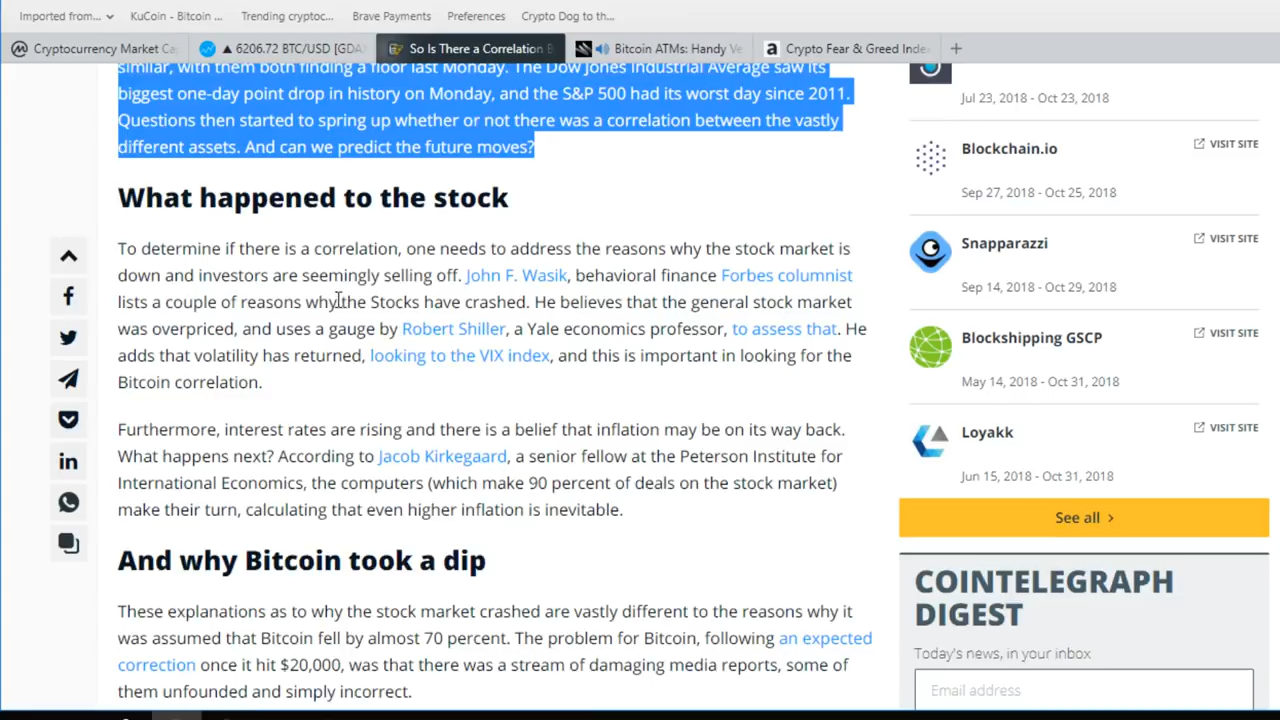 Imported from...
KuCoin - Bitcoin ...
Trending cryptoc...
Brave Payments
Preferences
Crypto Dog to th...
Cryptocurrency Market Ca
▲ 6206.72 BTC/USD [GDA
So Is There a Correlation B
Bitcoin ATMs: Handy Ve
Crypto Fear & Greed Inde
similar, with them both finding a floor last Monday. The Dow Jones Industrial Average saw its
biggest one-day point drop in history on Monday, and the S&P 500 had its worst day since 2011.
Questions then started to spring up whether or not there was a correlation between the vastly
different assets. And can we predict the future moves?
What happened to the stock
To determine if there is a correlation, one needs to address the reasons why the stock market is
down and investors are seemingly selling off. John F. Wasik, behavioral finance Forbes columnist
lists a couple of reasons why the Stocks have crashed. He believes that the general stock market
was overpriced, and uses a gauge by Robert Shiller, a Yale economics professor, to assess that. He
adds that volatility has returned, looking to the VIX index, and this is important in looking for the
Bitcoin correlation.
Furthermore, interest rates are rising and there is a belief that inflation may be on its way back.
What happens next? According to Jacob Kirkegaard, a senior fellow at the Peterson Institute for
International Economics, the computers (which make 90 percent of deals on the stock market)
make their turn, calculating that even higher inflation is inevitable.
And why Bitcoin took a dip
These explanations as to why the stock market crashed are vastly different to the reasons why it
was assumed that Bitcoin fell by almost 70 percent. The problem for Bitcoin, following an expected
correction once it hit $20,000, was that there was a stream of damaging media reports, some of
them unfounded and simply incorrect.
Jul 23, 2018 - Oct 23, 2018
Blockchain.io
VISIT SITE
Sep 27, 2018 - Oct 25, 2018
Snapparazzi
VISIT SITE
Sep 14, 2018 - Oct 29, 2018
Blockshipping GSCP
VISIT SITE
May 14, 2018 - Oct 31, 2018
Loyakk
VISIT SITE
Jun 15, 2018 - Oct 31, 2018
See all
COINTELEGRAPH
DIGEST
Today's news, in your inbox
Email address